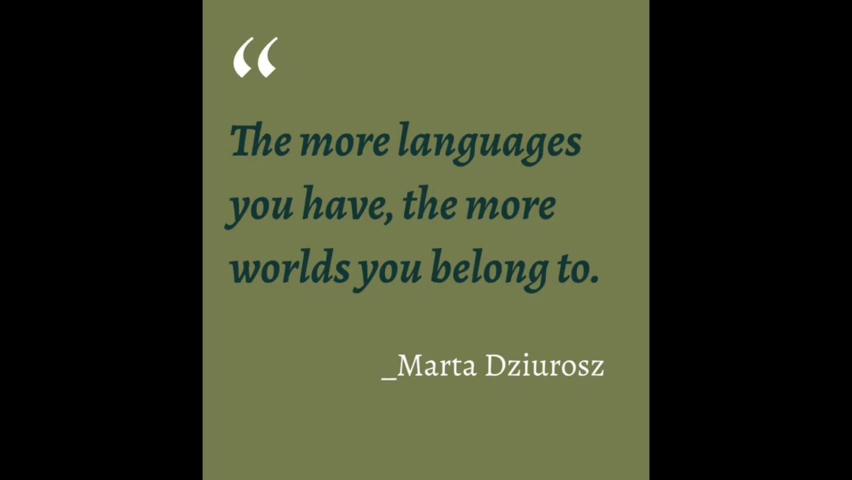 “
The more languages
you have, the more
worlds you belong to.
_Marta Dziurosz